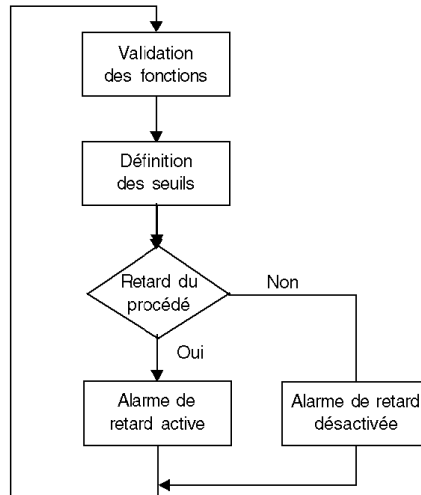 Validation
des fonctions
Définition
des seuils
Retard du
procédé
Non
Oui
Alarme de
retard active
Alarme de retard
désactivée